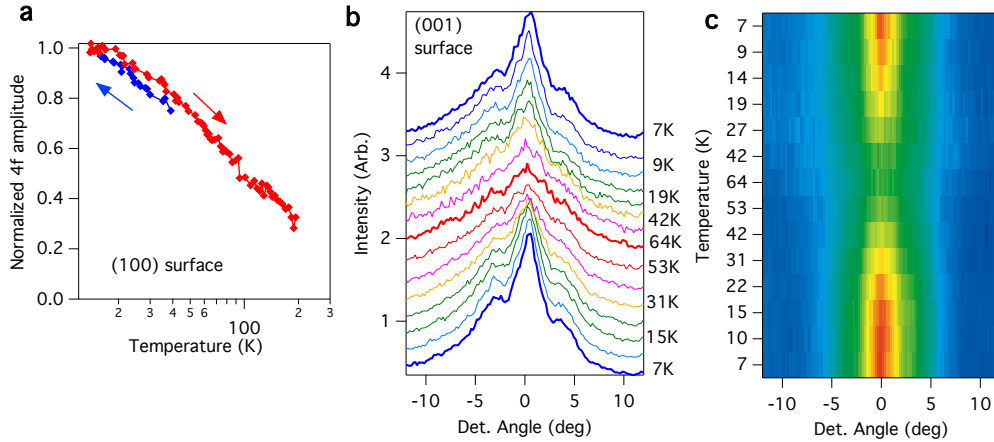 a
Normalized 4f amplitude
1.0
0.8
0.6
0.4
0.2
0.0
(100) surface
2
3
4
5
6
100
2
3
Temperature (K)
b
(001)
surface
Intensity (Arb.)
4
3
2
1
7K
9K
19K
42K
64K
53K
31K
15K
7K
-10
-5
0
5
10
Det. Angle (deg)
c
Temperature (K)
7
9
14
19
27
42
64
53
42
31
22
15
10
7
-10
-5
0
5
10
Det. Angle (deg)